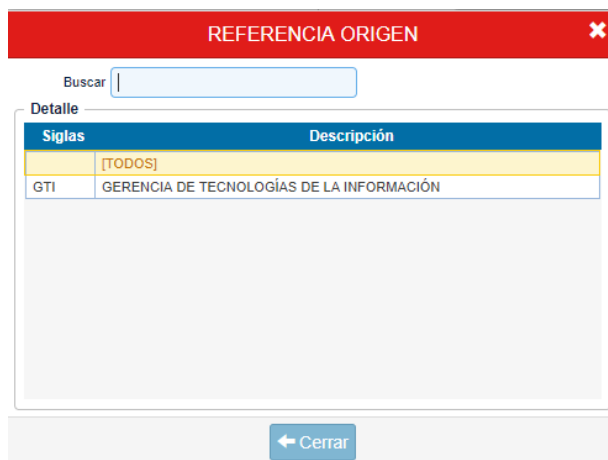 REFERENCIA ORIGEN
Buscar
Detalle
Siglas Descripción
[TODOS]
GTI GERENCIA DE TECNOLOGÍAS DE LA INFORMACIÓN
Cerrar